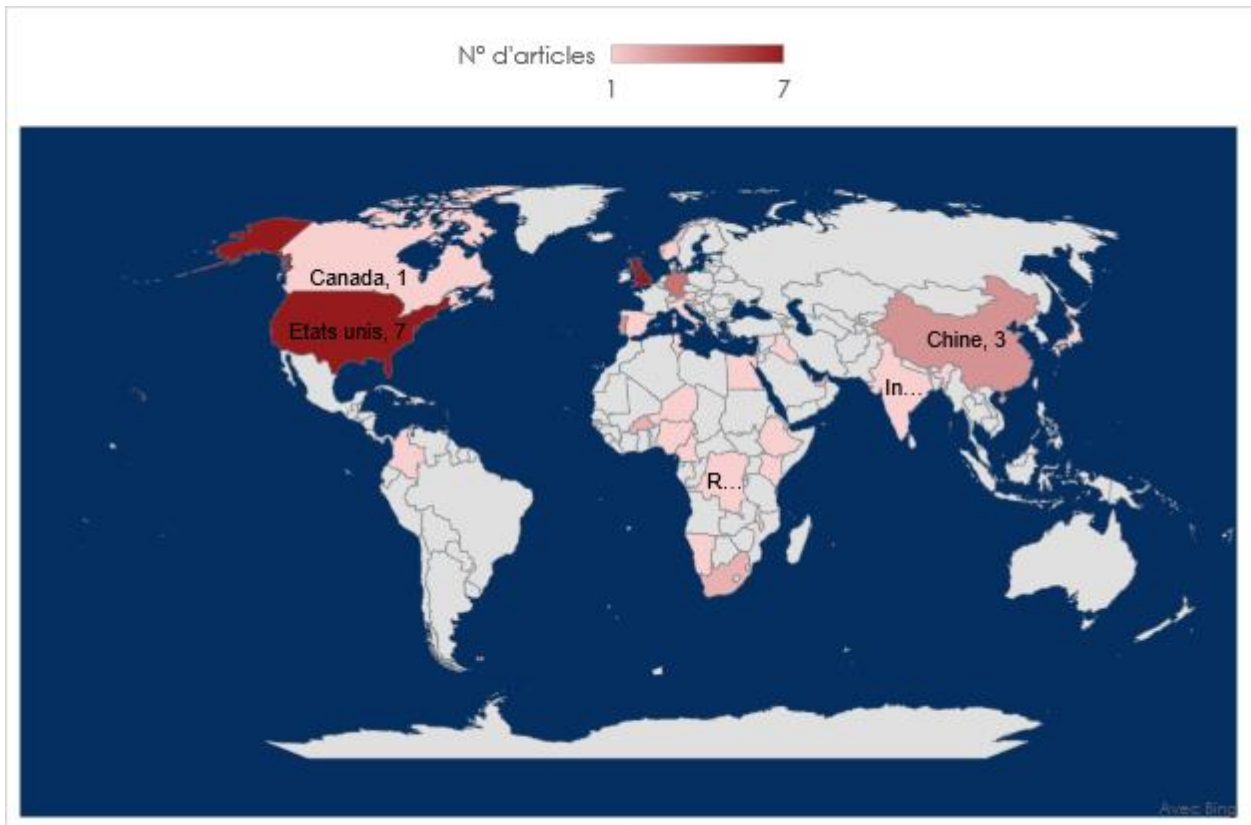 N° d'articles
1 7
Canada, 1
Etats unis, 7
Chine, 3
In...
R...
Avec Bing